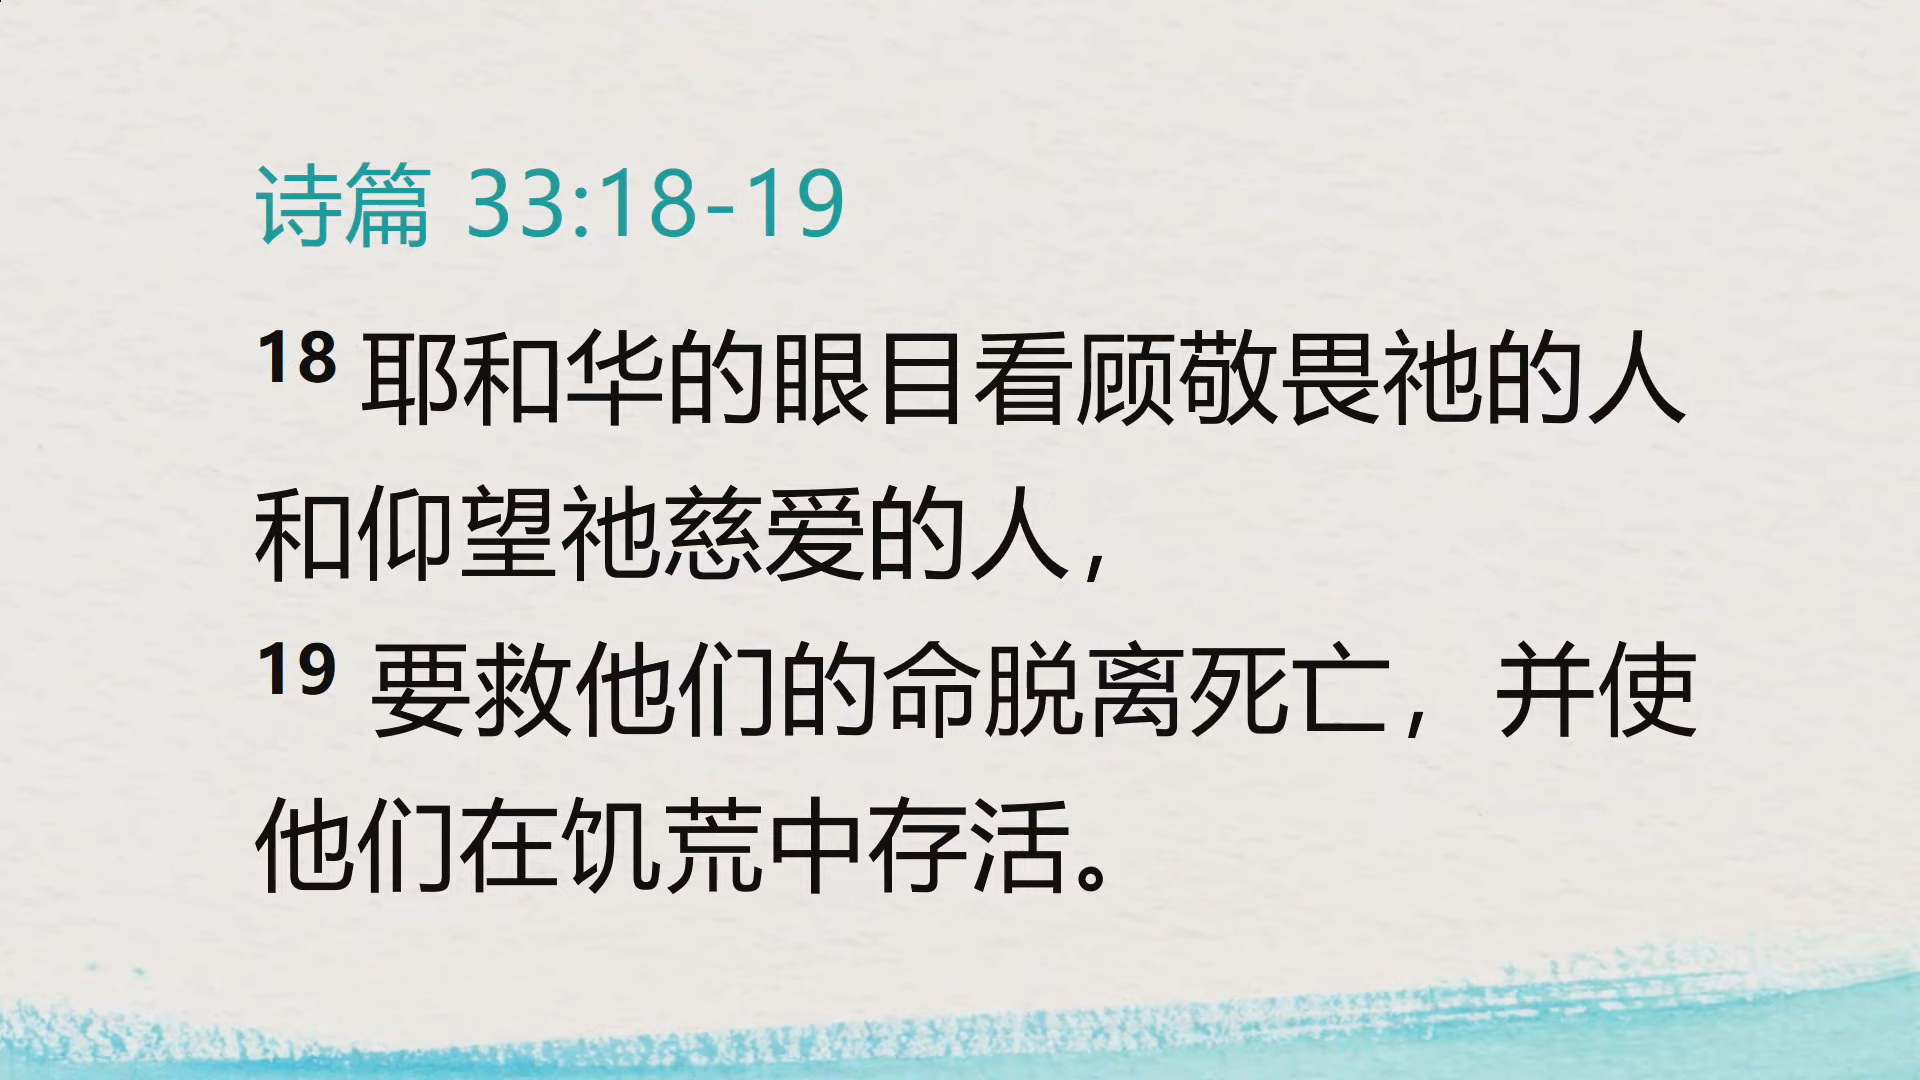 诗篇 33:18-19
18 耶和华的眼目看顾敬畏祂的人
和仰望祂慈爱的人，
19 要救他们的命脱离死亡，并使
他们在饥荒中存活。